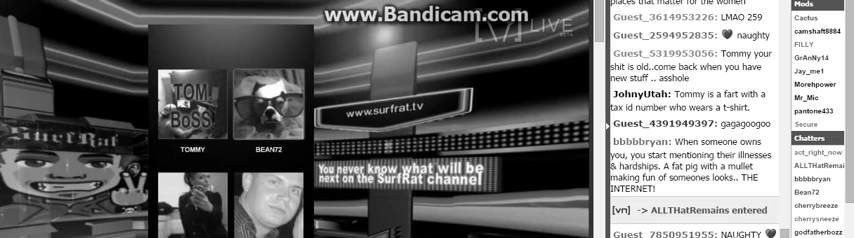 www.Bandicam.com
[V] LIVE
TOM!
BoSS!
TOMMY
BEAN72
SurfRat
www.surfrat.tv
You never know what will be
next on the SurfRat channel
places that matter for the women
Guest_3614953226: LMAO 259
Guest_2594952835: 🖤 naughty
Guest_5319953056: Tommy your
shit is old..come back when you have
new stuff .. asshole
JohnyUtah: Tommy is a fart with a
tax id number who wears a t-shirt.
Guest_4391949397: gagagoogoo
bbbbbryan: When someone owns
you, you start mentioning their illnesses
& hardships. A fat pig with a mullet
making fun of someones looks.. THE
INTERNET!
[vn] -> ALLTHatRemains entered
Guest_7850951955: NAUGHTY 🖤
Mods
Cactus
camshaft8884
FILLY
GrAnNy14
Jay_me1
Morehpower
Mr_Mic
pantone433
Secure
Chatters
act_right_now
ALLTHatRemai
bbbbbryan
Bean72
cherrybreeze
cherrysneeze
godfatherbozz